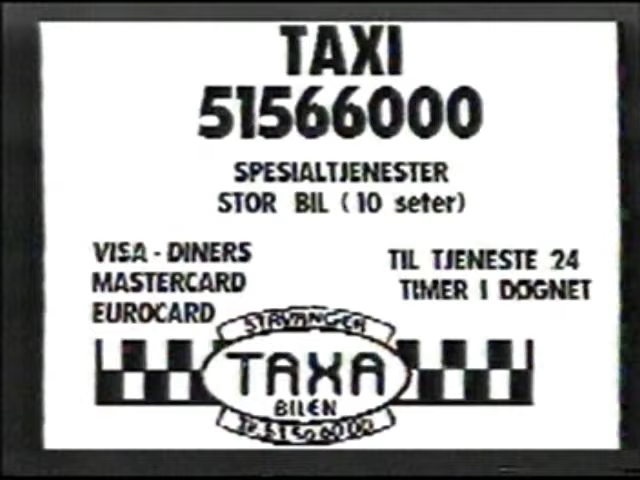 TAXI
51566000
SPESIALTJENESTER
STOR BIL (10 seter)
VISA - DINERS
MASTERCARD
EUROCARD
TIL TJENESTE 24
TIMER I DØGNET
STAVANGER
TAXA
BILEN